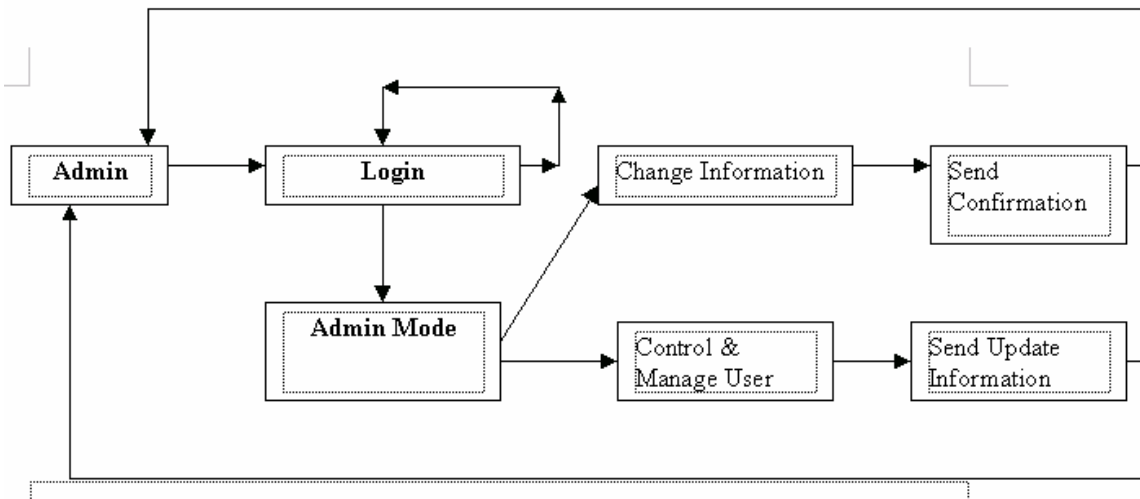 Admin
Login
Change Information
Send
Confirmation
Admin Mode
Control &
Manage User
Send Update
Information